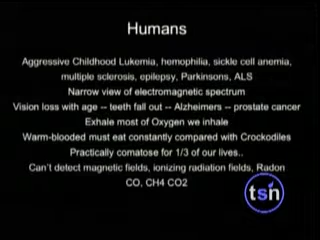 Humans
Aggressive Childhood Lukemia, hemophilia, sickle cell anemia,
multiple sclerosis, epilepsy, Parkinsons, ALS
Narrow view of electromagnetic spectrum
Vision loss with age -- teeth fall out -- Alzheimers -- prostate cancer
Exhale most of Oxygen we inhale
Warm-blooded must eat constantly compared with Crockodiles
Practically comatose for 1/3 of our lives..
Can't detect magnetic fields, ionizing radiation fields, Radon
CO, CH4 CO2
tsn